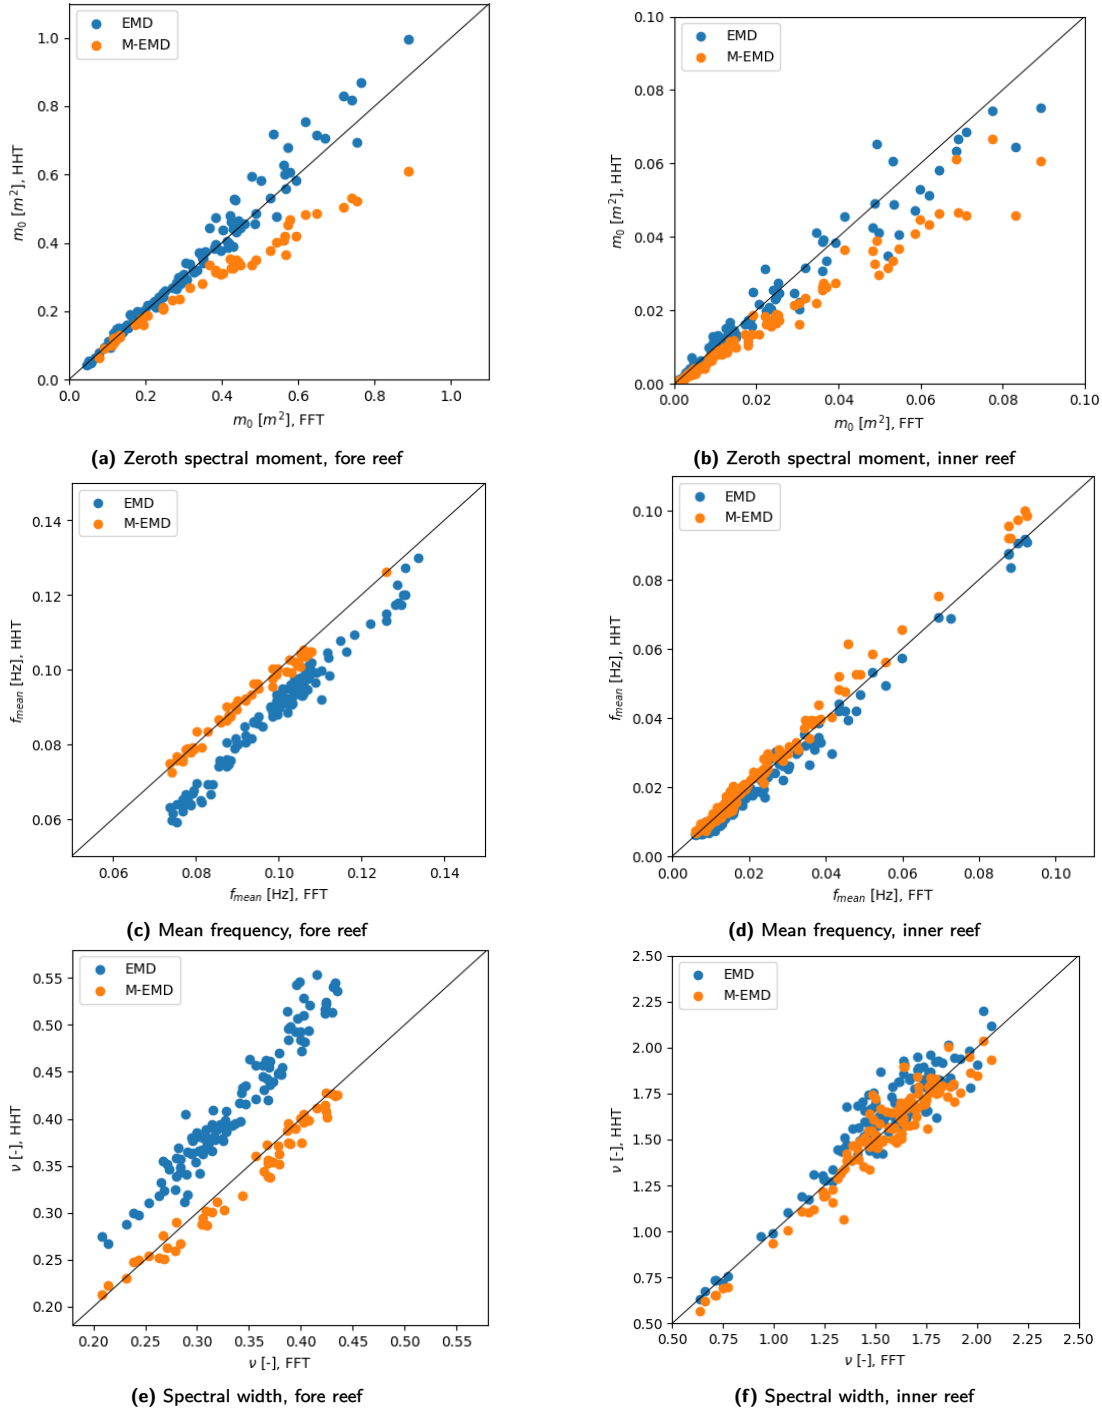 EMD
M-EMD
1.0
0.8
0.6
0.4
0.2
0.0
0.0 0.2 0.4 0.6 0.8 1.0
m₀ [m²], HHT
m₀ [m²], FFT
(a) Zeroth spectral moment, fore reef
EMD
M-EMD
0.10
0.08
0.06
0.04
0.02
0.00
0.00 0.02 0.04 0.06 0.08 0.10
m₀ [m²], HHT
m₀ [m²], FFT
(b) Zeroth spectral moment, inner reef
EMD
M-EMD
0.14
0.12
0.10
0.08
0.06
0.06 0.08 0.10 0.12 0.14
f_mean [Hz], HHT
f_mean [Hz], FFT
(c) Mean frequency, fore reef
EMD
M-EMD
0.10
0.08
0.06
0.04
0.02
0.00
0.00 0.02 0.04 0.06 0.08 0.10
f_mean [Hz], HHT
f_mean [Hz], FFT
(d) Mean frequency, inner reef
EMD
M-EMD
0.55
0.50
0.45
0.40
0.35
0.30
0.25
0.20
0.20 0.25 0.30 0.35 0.40 0.45 0.50 0.55
ν [-], HHT
ν [-], FFT
(e) Spectral width, fore reef
EMD
M-EMD
2.50
2.25
2.00
1.75
1.50
1.25
1.00
0.75
0.50
0.50 0.75 1.00 1.25 1.50 1.75 2.00 2.25 2.50
ν [-], HHT
ν [-], FFT
(f) Spectral width, inner reef